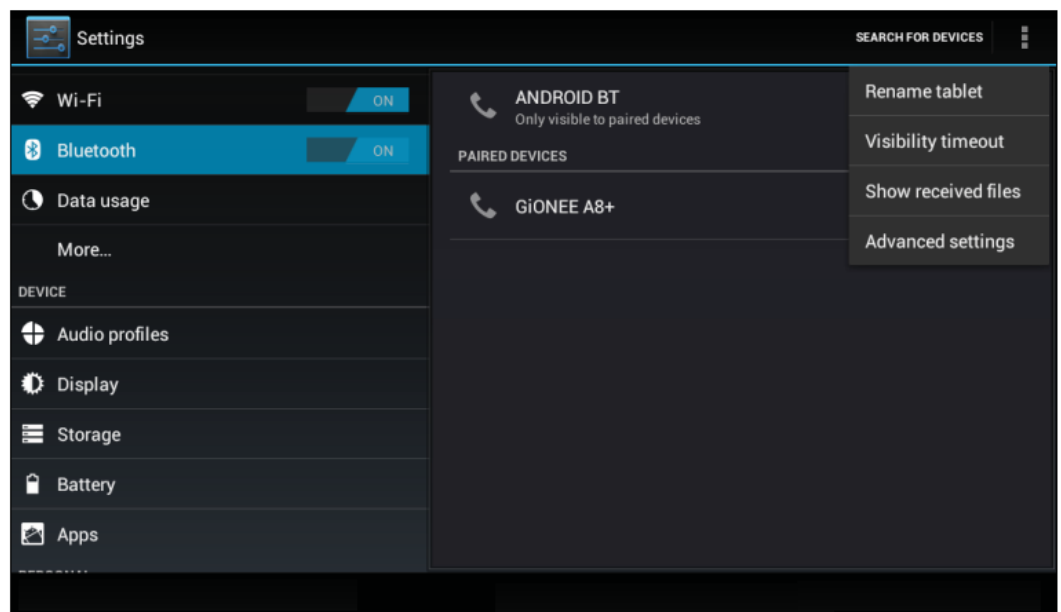 Settings
SEARCH FOR DEVICES
Wi-Fi
ON
Bluetooth
ON
Data usage
More...
DEVICE
Audio profiles
Display
Storage
Battery
Apps
ANDROID BT
Only visible to paired devices
PAIRED DEVICES
GiONEE A8+
Rename tablet
Visibility timeout
Show received files
Advanced settings